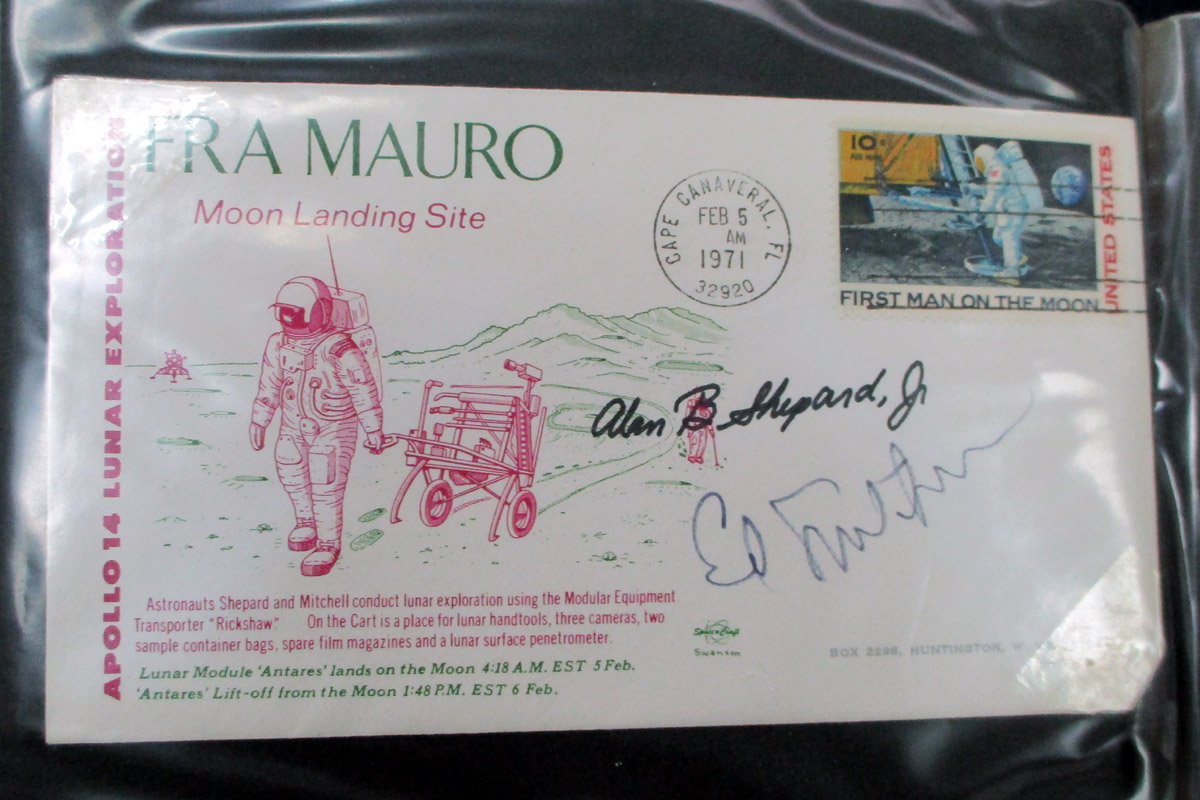 FRA MAURO
Moon Landing Site
APOLLO 14 LUNAR EXPLORATION
CAPE CANAVERAL, FL
FEB 5
AM
1971
32920
10¢
UNITED STATES
FIRST MAN ON THE MOON
Alan B. Shepard, Jr
Ed Mitchell
Astronauts Shepard and Mitchell conduct lunar exploration using the Modular Equipment
Transporter "Rickshaw." On the Cart is a place for lunar handtools, three cameras, two
sample container bags, spare film magazines and a lunar surface penetrometer.
Lunar Module 'Antares' lands on the Moon 4:18 A.M. EST 5 Feb.
'Antares' Lift-off from the Moon 1:48 P.M. EST 6 Feb.
SpaceCraft
Swanson
BOX 2296, HUNTINGTON, W